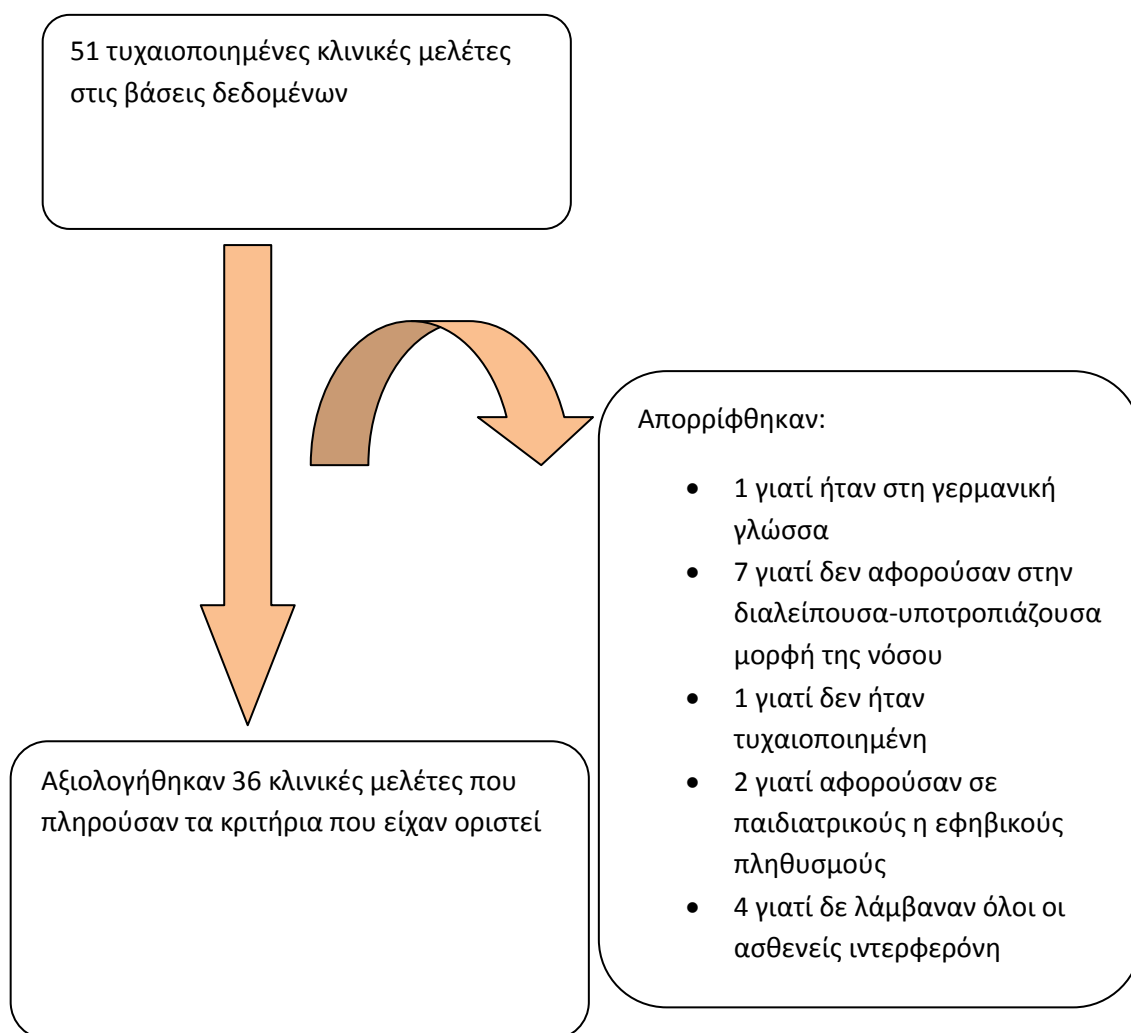 51 τυχαιοποιημένες κλινικές μελέτες
στις βάσεις δεδομένων
Απορρίφθηκαν:
• 1 γιατί ήταν στη γερμανική
γλώσσα
• 7 γιατί δεν αφορούσαν στην
διαλείπουσα-υποτροπιάζουσα
μορφή της νόσου
• 1 γιατί δεν ήταν
τυχαιοποιημένη
• 2 γιατί αφορούσαν σε
παιδιατρικούς η εφηβικούς
πληθυσμούς
• 4 γιατί δε λάμβαναν όλοι οι
ασθενείς ιντερφερόνη
Αξιολογήθηκαν 36 κλινικές μελέτες που
πληρούσαν τα κριτήρια που είχαν οριστεί